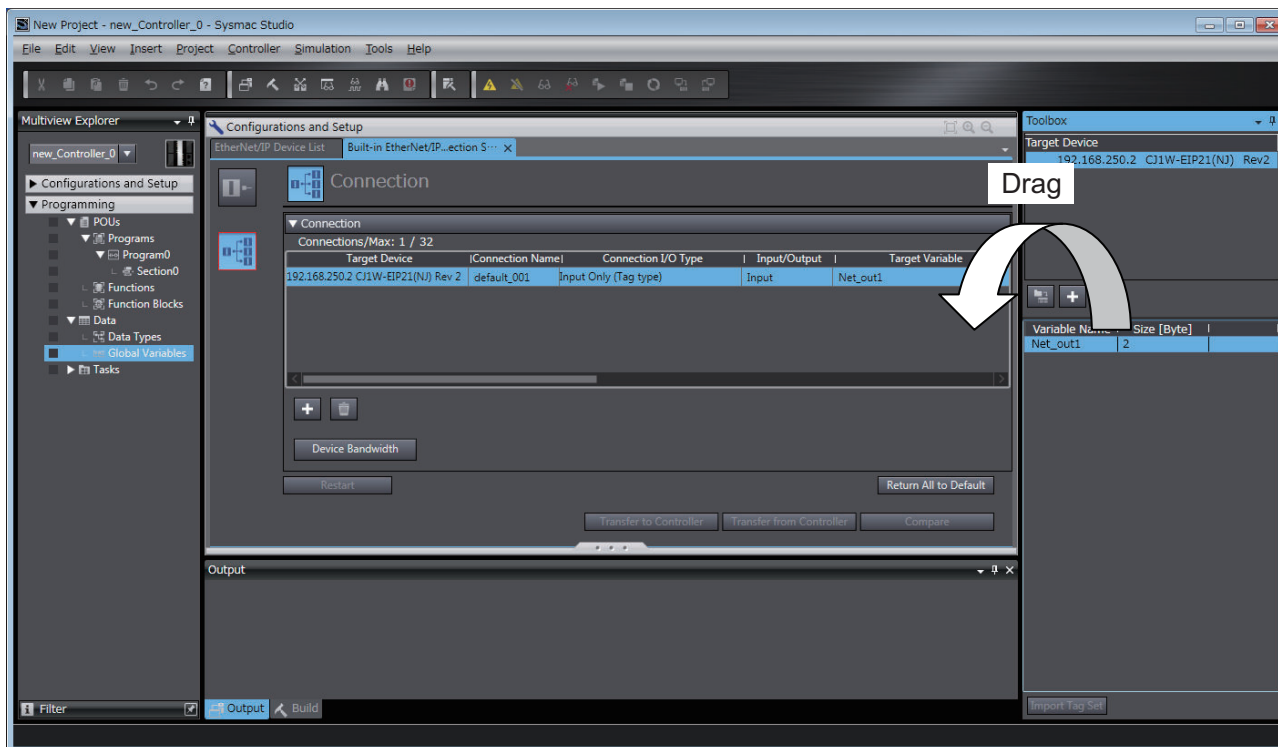 New Project - new_Controller_0 - Sysmac Studio
File Edit View Insert Project Controller Simulation Tools Help
Multiview Explorer
new_Controller_0
Configurations and Setup
Programming
POUs
Programs
Program0
Section0
Functions
Function Blocks
Data
Data Types
Global Variables
Tasks
Filter
Configurations and Setup
EtherNet/IP Device List
Built-in EtherNet/IP...ection S...
Connection
Connection
Connections/Max: 1 / 32
Target Device Connection Name Connection I/O Type Input/Output Target Variable
192.168.250.2 CJ1W-EIP21(NJ) Rev 2 default_001 Input Only (Tag type) Input Net_out1
Device Bandwidth
Restart
Return All to Default
Transfer to Controller
Transfer from Controller
Compare
Output
Output
Build
Toolbox
Target Device
192.168.250.2 CJ1W-EIP21(NJ) Rev2
Drag
Variable Size [Byte]
Net_out1 2
Import Tag Set